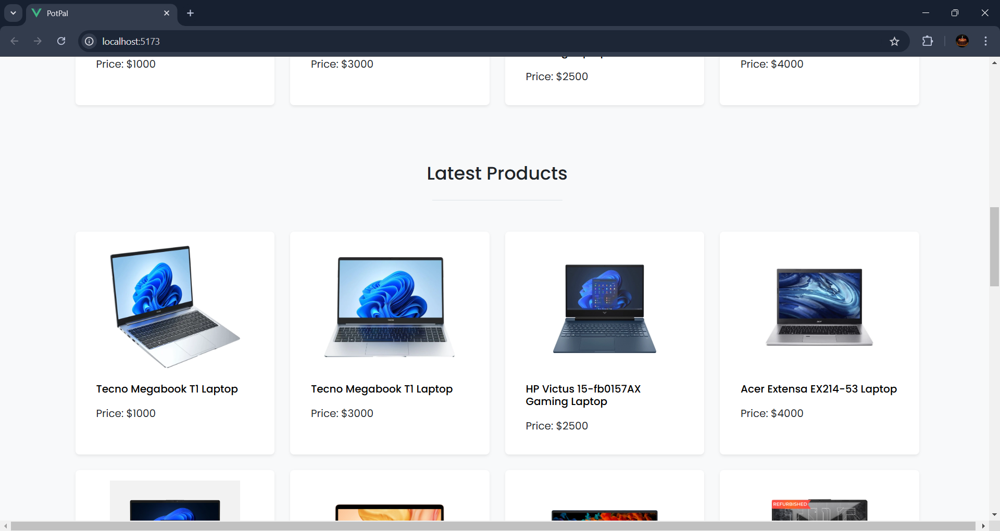 PotPal
localhost:5173
Price: $1000
Price: $3000
Price: $2500
Price: $4000
Latest Products
Tecno Megabook T1 Laptop
Price: $1000
Tecno Megabook T1 Laptop
Price: $3000
HP Victus 15-fb0157AX
Gaming Laptop
Price: $2500
Acer Extensa EX214-53 Laptop
Price: $4000
REFURBISHED